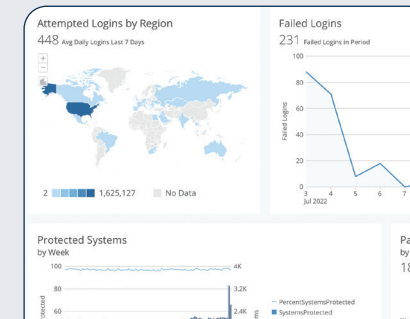 Attempted Logins by Region
448 Avg Daily Logins Last 7 Days
+
−
2 1,625,127 No Data
Failed Logins
231 Failed Logins in Period
100
80
60
40
20
0
Failed Logins
3 4 5 6 7
Jul 2022
Protected Systems
by Week
100
80
60
4K
3.2K
2.4K
PercentSystemsProtected
SystemsProtected
Pa
by
18